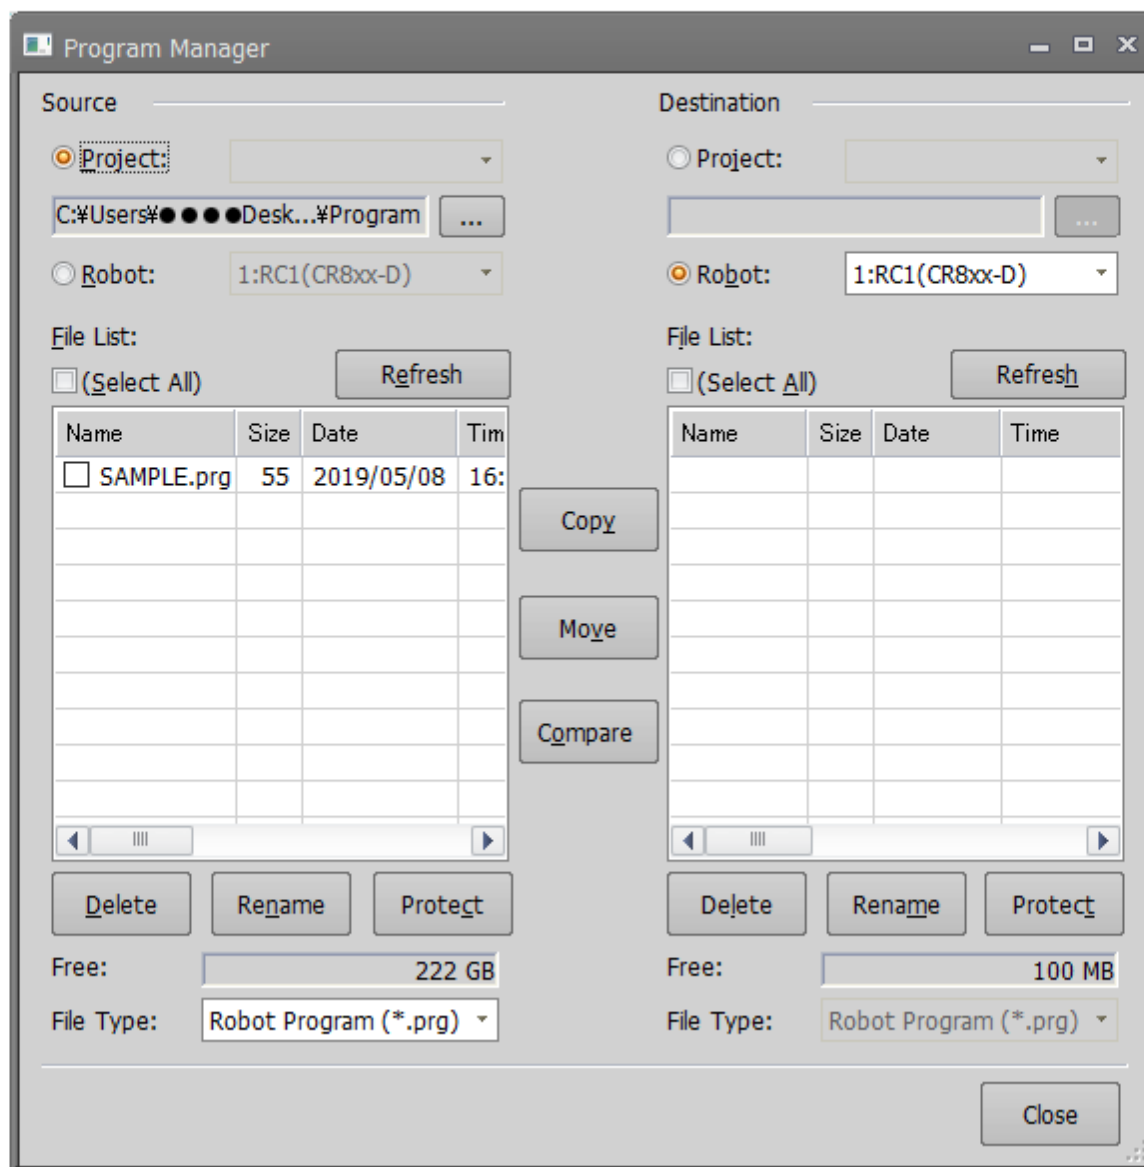 Program Manager
Source
Project:
C:¥Users¥●●●●Desk...¥Program
...
Robot:
1:RC1(CR8xx-D)
File List:
(Select All)
Refresh
Name Size Date Tim
SAMPLE.prg 55 2019/05/08 16:
Delete Rename Protect
Free: 222 GB
File Type: Robot Program (*.prg)
Copy
Move
Compare
Destination
Project:
...
Robot:
1:RC1(CR8xx-D)
File List:
(Select All)
Refresh
Name Size Date Time
Delete Rename Protect
Free: 100 MB
File Type: Robot Program (*.prg)
Close